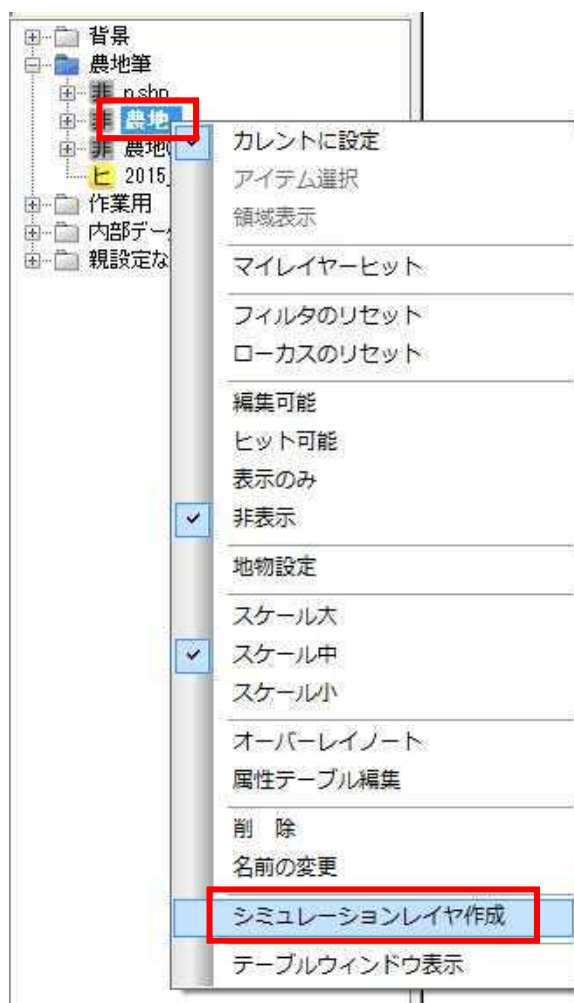 背景
農地筆
非 n.shp
非 農地
非 農地
ヒ 2015_
作業用
内部デー
親設定な
カレントに設定
アイテム選択
領域表示
マイレイヤーヒット
フィルタのリセット
ローカスのリセット
編集可能
ヒット可能
表示のみ
非表示
地物設定
スケール大
スケール中
スケール小
オーバーレイノート
属性テーブル編集
削 除
名前の変更
シミュレーションレイヤ作成
テーブルウィンドウ表示